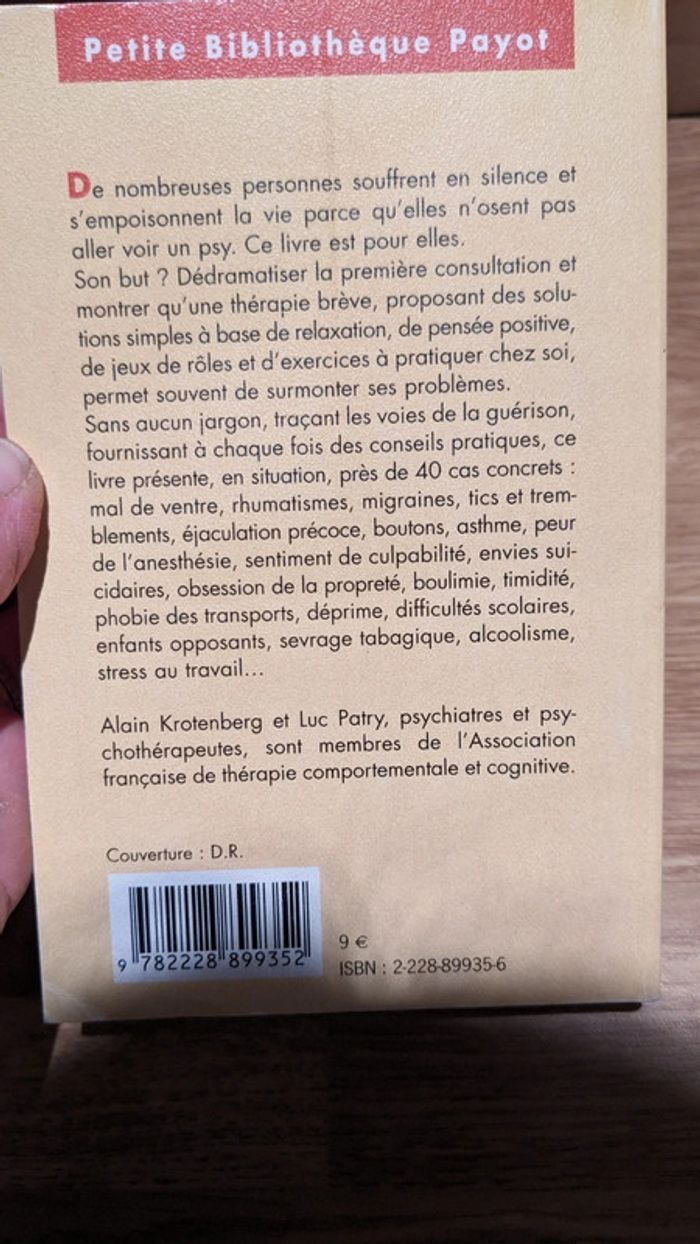 Petite Bibliothèque Payot
De nombreuses personnes souffrent en silence et
s'empoisonnent la vie parce qu'elles n'osent pas
aller voir un psy. Ce livre est pour elles.
Son but ? Dédramatiser la première consultation et
montrer qu'une thérapie brève, proposant des solu-
tions simples à base de relaxation, de pensée positive,
de jeux de rôles et d'exercices à pratiquer chez soi,
permet souvent de surmonter ses problèmes.
Sans aucun jargon, traçant les voies de la guérison,
fournissant à chaque fois des conseils pratiques, ce
livre présente, en situation, près de 40 cas concrets :
mal de ventre, rhumatismes, migraines, tics et trem-
blements, éjaculation précoce, boutons, asthme, peur
de l'anesthésie, sentiment de culpabilité, envies sui-
cidaires, obsession de la propreté, boulimie, timidité,
phobie des transports, déprime, difficultés scolaires,
enfants opposants, sevrage tabagique, alcoolisme,
stress au travail...
Alain Krotenberg et Luc Patry, psychiatres et psy-
chothérapeutes, sont membres de l'Association
française de thérapie comportementale et cognitive.
Couverture : D.R.
9 782228 899352
9 €
ISBN : 2-228-89935-6